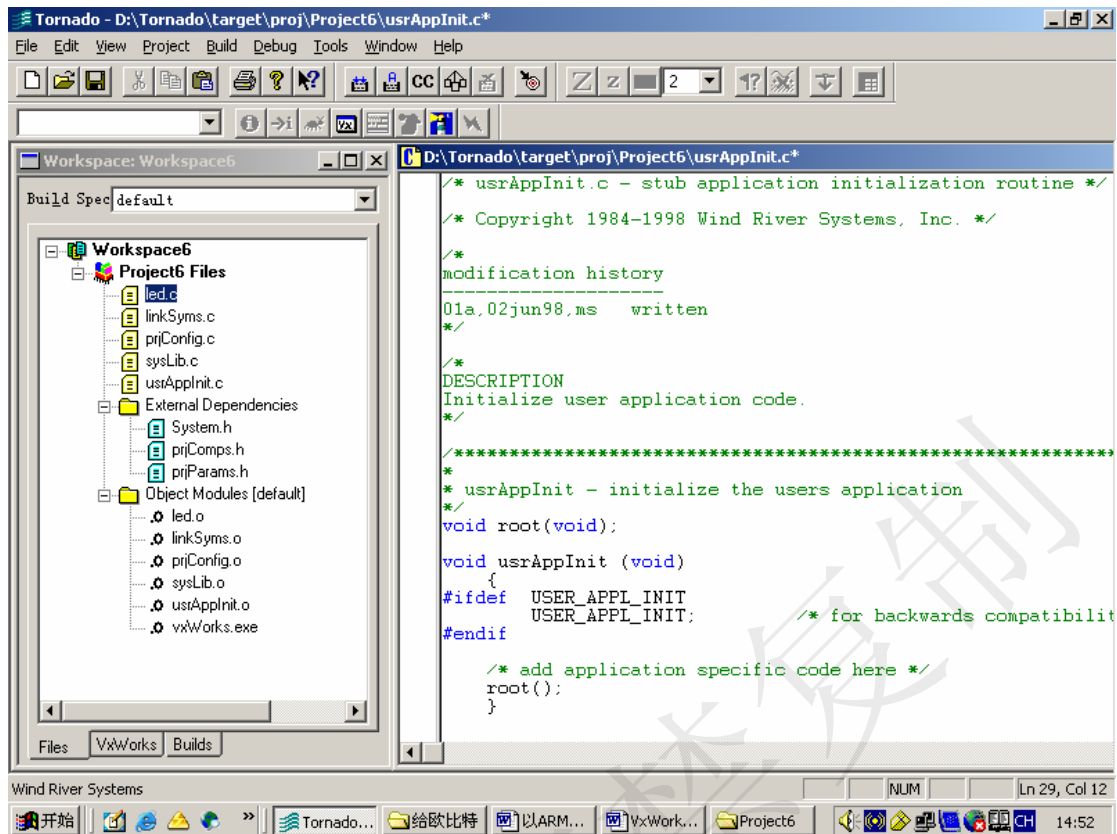 Tornado - D:\Tornado\target\proj\Project6\usrAppInit.c*
File Edit View Project Build Debug Tools Window Help
2
Workspace: Workspace6
Build Spec default
Workspace6
Project6 Files
led.c
linkSyms.c
prjConfig.c
sysLib.c
usrAppInit.c
External Dependencies
System.h
prjComps.h
prjParams.h
Object Modules [default]
led.o
linkSyms.o
prjConfig.o
sysLib.o
usrAppInit.o
vxWorks.exe
Files VxWorks Builds
D:\Tornado\target\proj\Project6\usrAppInit.c*
/* usrAppInit.c - stub application initialization routine */
/* Copyright 1984-1998 Wind River Systems, Inc. */
/*
modification history
--------------------
01a,02jun98,ms   written
*/
/*
DESCRIPTION
Initialize user application code.
*/
/******************************************************************
*
* usrAppInit - initialize the users application
*/
void root(void);
void usrAppInit (void)
{
#ifdef  USER_APPL_INIT
USER_APPL_INIT;          /* for backwards compatibilit
#endif
/* add application specific code here */
root();
}
Wind River Systems NUM Ln 29, Col 12
开始 Tornado... 给欧比特 以ARM... VxWork... Project6 CH 14:52
禁复制